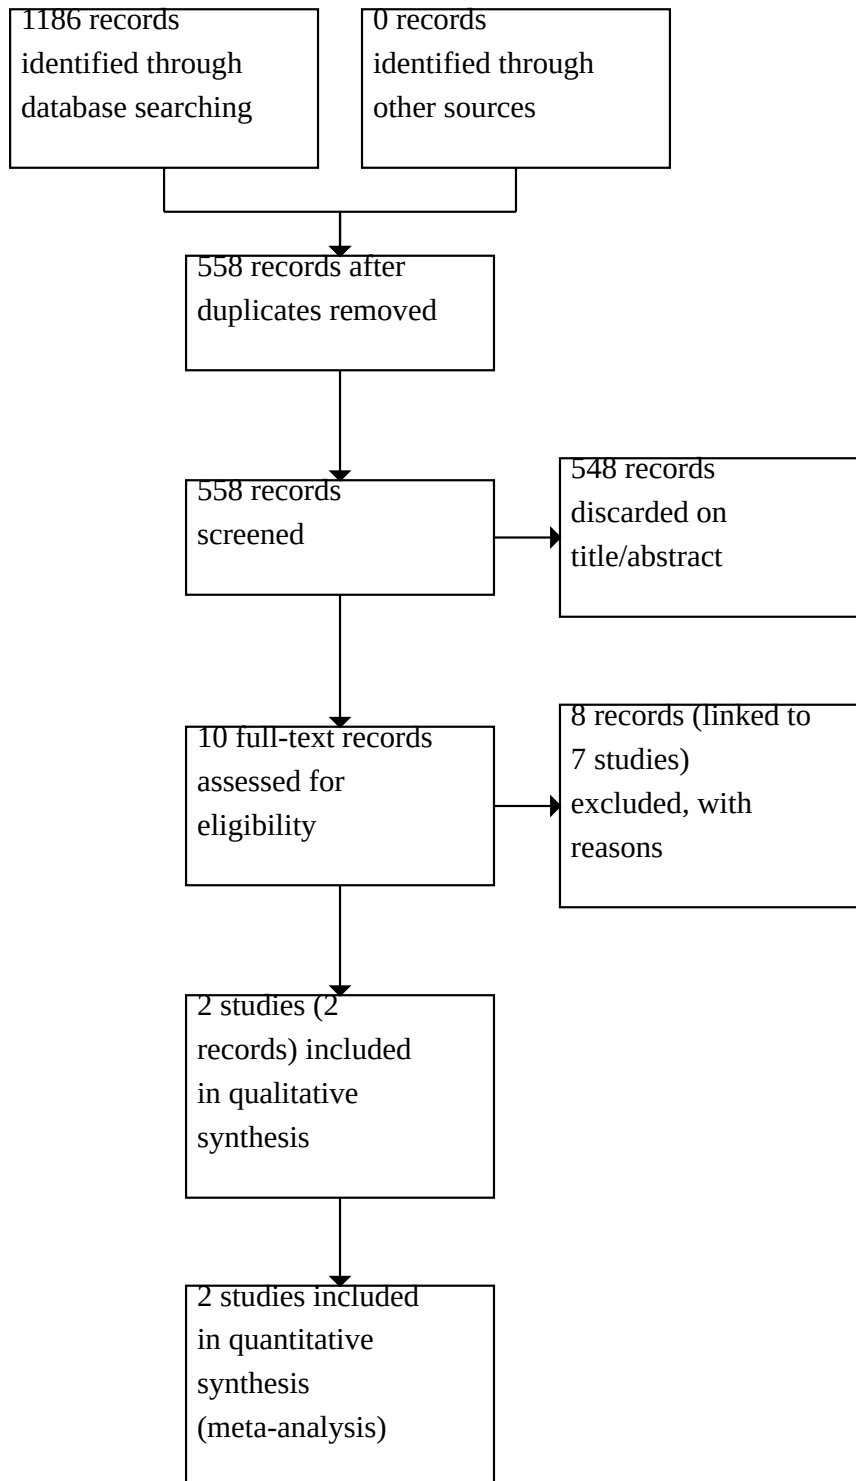 1186 records
identified through
database searching
0 records
identified through
other sources
558 records after
duplicates removed
558 records
screened
548 records
discarded on
title/abstract
10 full-text records
assessed for
eligibility
8 records (linked to
7 studies)
excluded, with
reasons
2 studies (2
records) included
in qualitative
synthesis
2 studies included
in quantitative
synthesis
(meta-analysis)